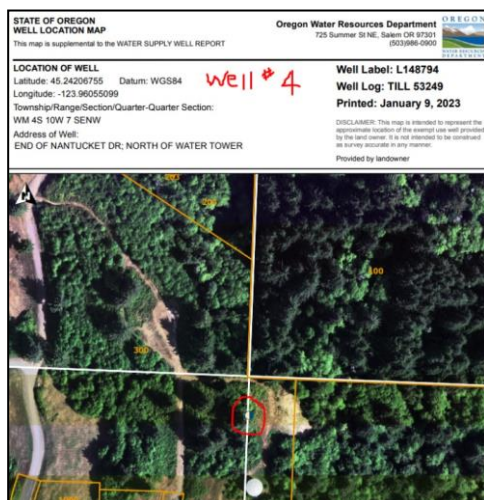 STATE OF OREGON
WELL LOCATION MAP
This map is supplemental to the WATER SUPPLY WELL REPORT
Oregon Water Resources Department
725 Summer St NE, Salem OR 97301
(503)986-0900
OREGON
WATER RESOURCES
DEPARTMENT
LOCATION OF WELL
Latitude: 45.24206755 Datum: WGS84
Longitude: -123.96055099
Township/Range/Section/Quarter-Quarter Section:
WM 4S 10W 7 SENW
Address of Well:
END OF NANTUCKET DR; NORTH OF WATER TOWER
Well # 4
Well Label: L148794
Well Log: TILL 53249
Printed: January 9, 2023
DISCLAIMER: This map is intended to represent the
approximate location of the exempt use well provided
by the land owner. It is not intended to be construed
as survey accurate in any manner.
Provided by landowner
100
300